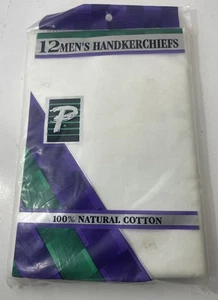 12 MEN'S HANDKERCHIEFS
P
100% NATURAL COTTON